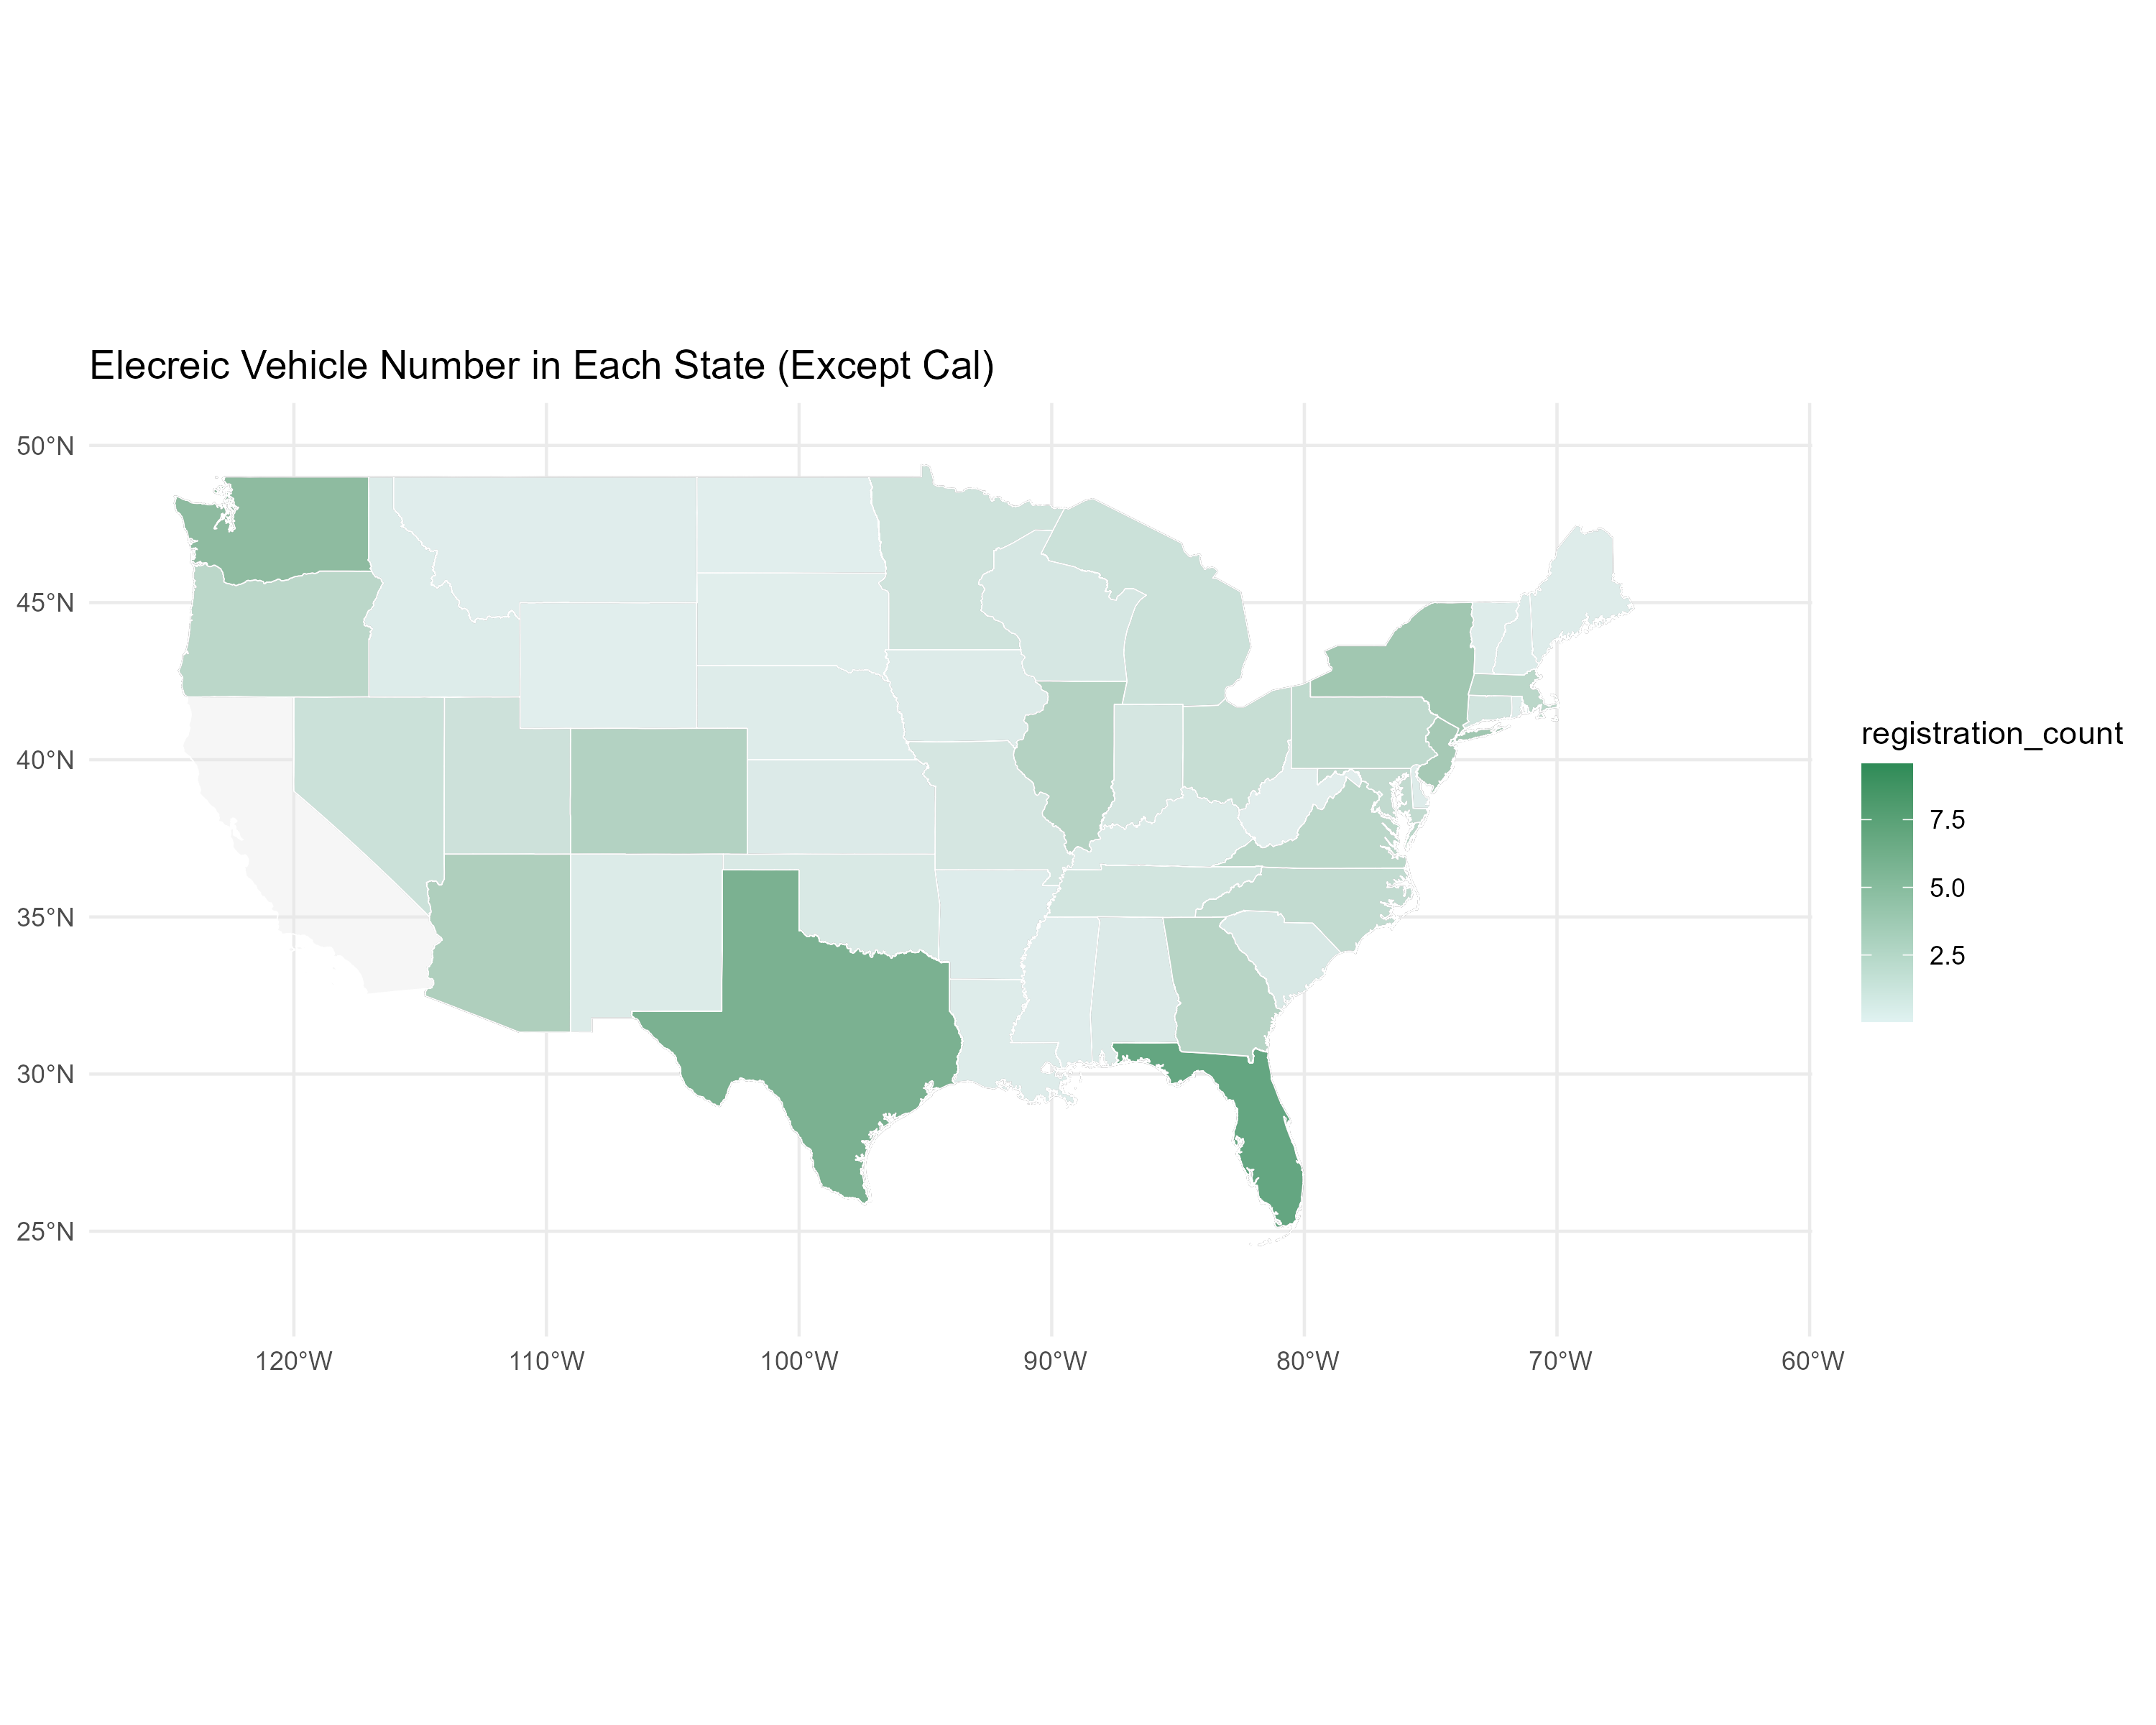 Elecreic Vehicle Number in Each State (Except Cal)
50°N
45°N
40°N
35°N
30°N
25°N
120°W
110°W
100°W
90°W
80°W
70°W
60°W
registration_count
7.5
5.0
2.5